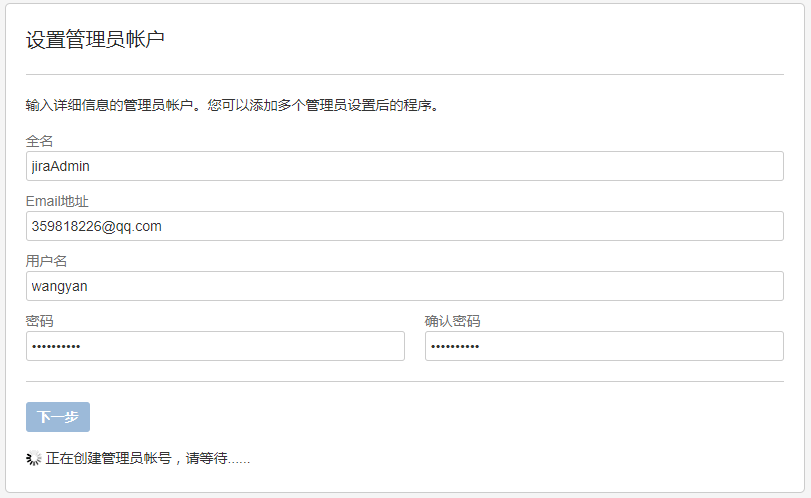 设置管理员帐户
输入详细信息的管理员帐户。您可以添加多个管理员设置后的程序。
全名
jiraAdmin
Email地址
359818226@qq.com
用户名
wangyan
密码 确认密码
•••••••••• ••••••••••
下一步
正在创建管理员帐号，请等待......